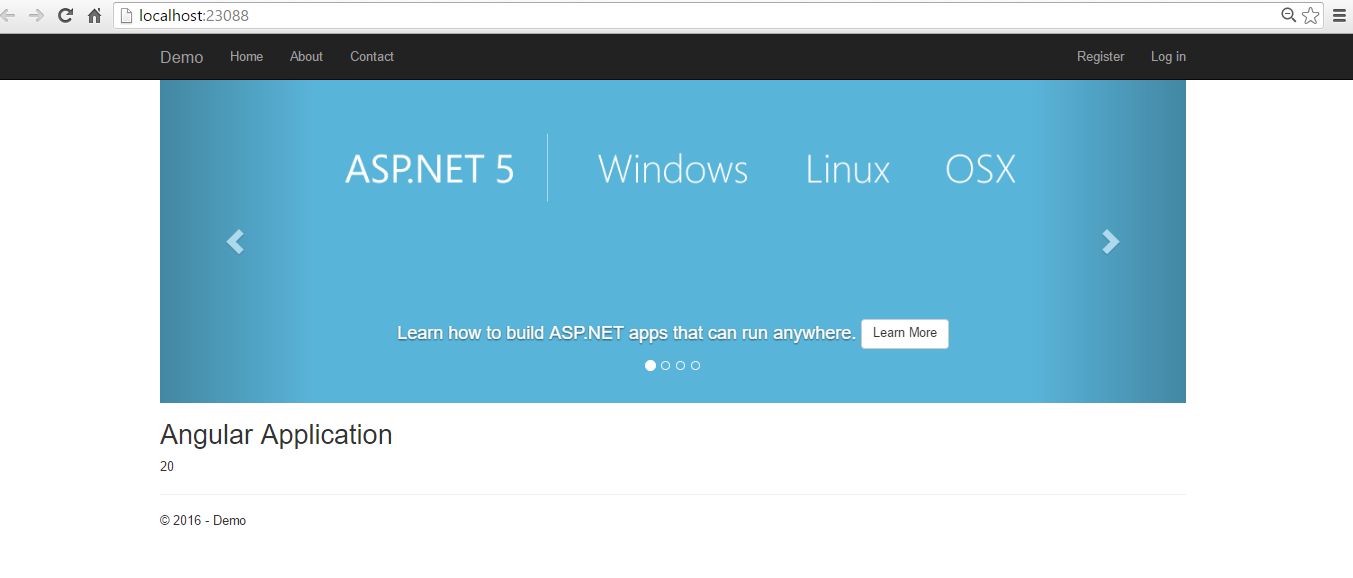 localhost:23088
Demo Home About Contact Register Log in
ASP.NET 5 Windows Linux OSX
Learn how to build ASP.NET apps that can run anywhere. Learn More
Angular Application
20
© 2016 - Demo